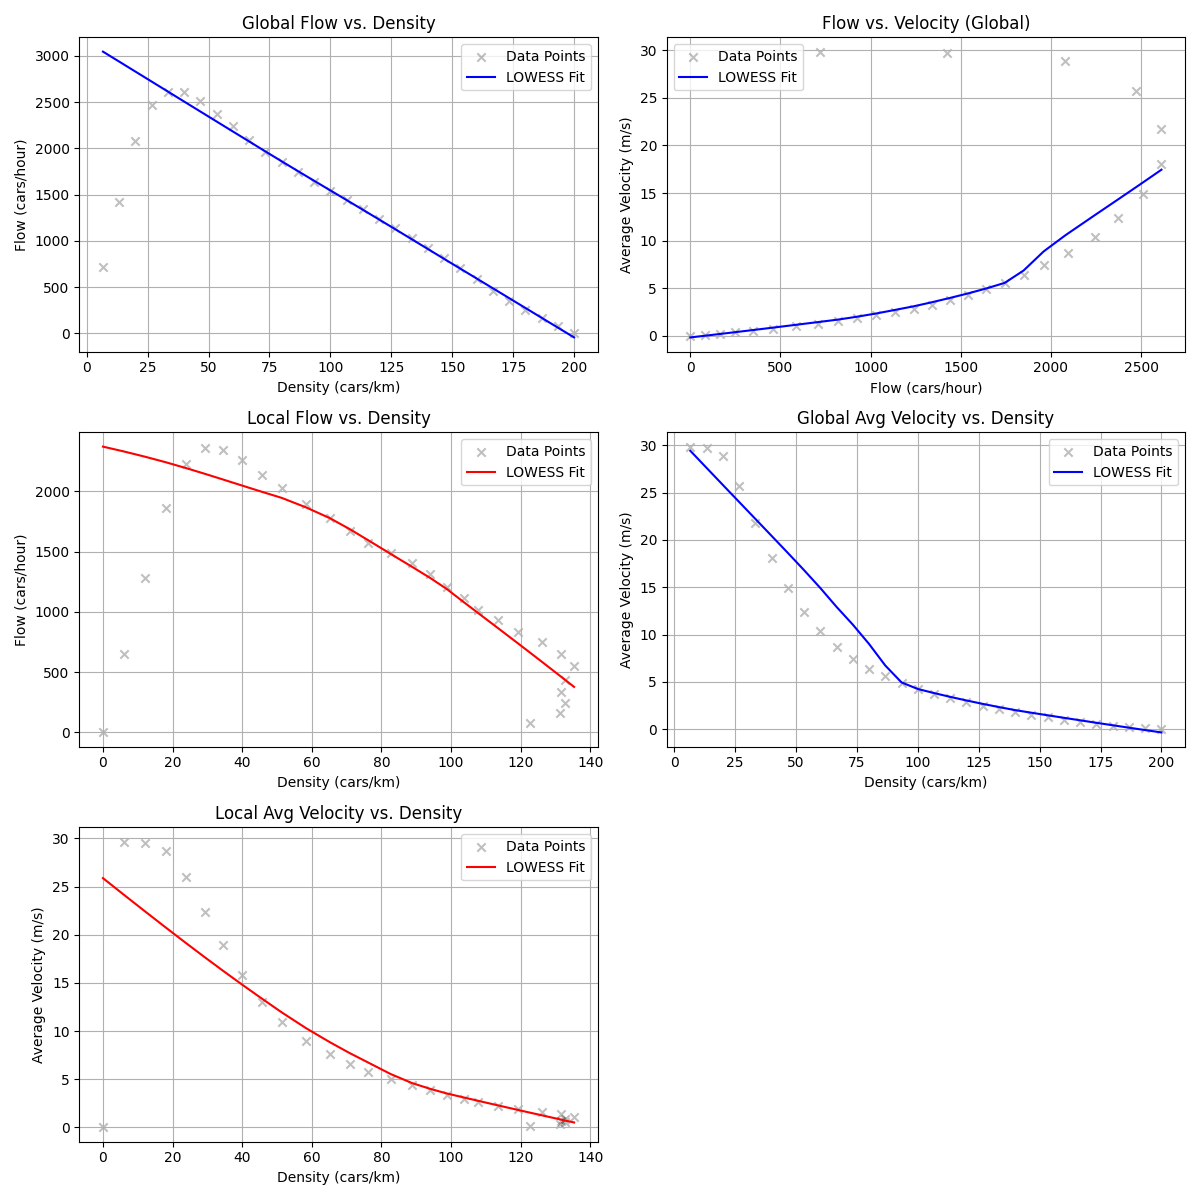 Global Flow vs. Density
Flow (cars/hour)
3000
2500
2000
1500
1000
500
0
Data Points
LOWESS Fit
0 25 50 75 100 125 150 175 200
Density (cars/km)
Flow vs. Velocity (Global)
Average Velocity (m/s)
30
25
20
15
10
5
0
Data Points
LOWESS Fit
0 500 1000 1500 2000 2500
Flow (cars/hour)
Local Flow vs. Density
Flow (cars/hour)
2000
1500
1000
500
0
Data Points
LOWESS Fit
0 20 40 60 80 100 120 140
Density (cars/km)
Global Avg Velocity vs. Density
Average Velocity (m/s)
30
25
20
15
10
5
0
Data Points
LOWESS Fit
0 25 50 75 100 125 150 175 200
Density (cars/km)
Local Avg Velocity vs. Density
Average Velocity (m/s)
30
25
20
15
10
5
0
Data Points
LOWESS Fit
0 20 40 60 80 100 120 140
Density (cars/km)